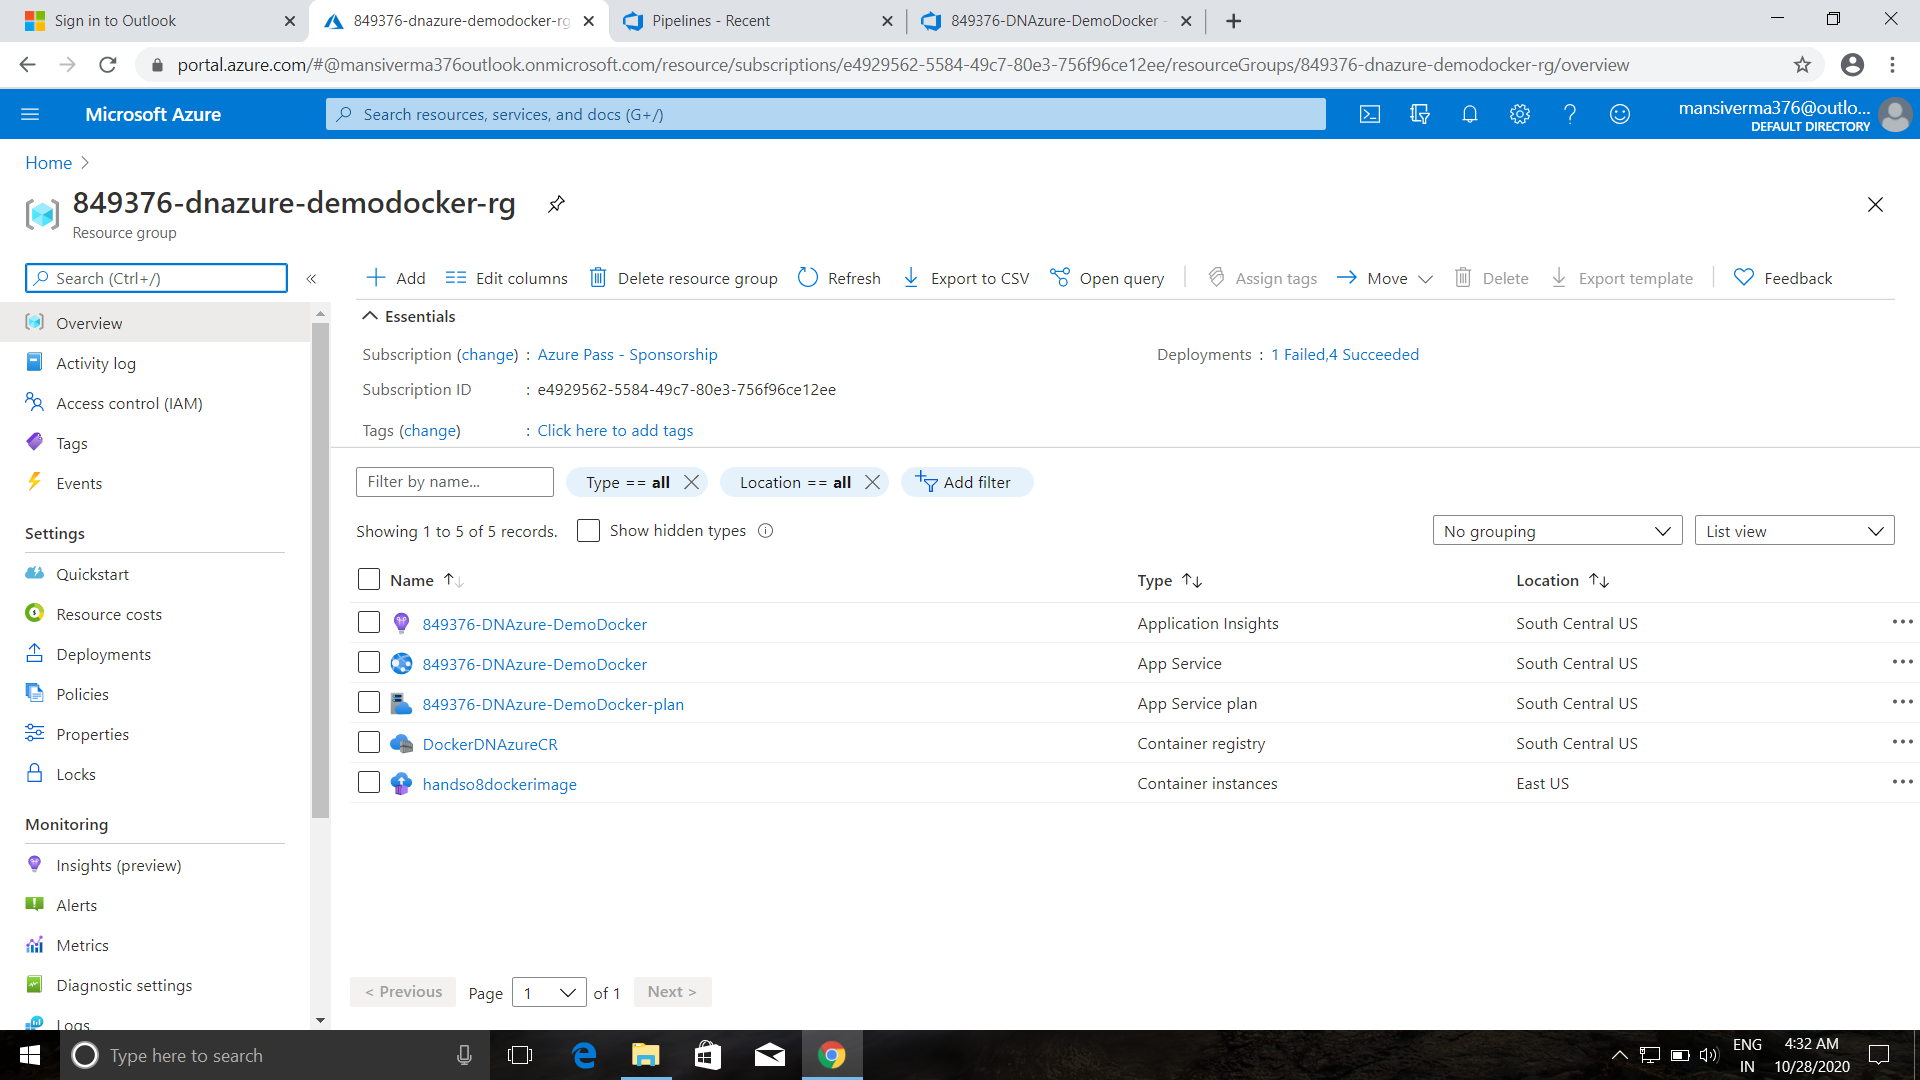 Sign in to Outlook
849376-dnazure-demodocker-rg
Pipelines - Recent
849376-DNAzure-DemoDocker -
portal.azure.com/#@mansiverma376outlook.onmicrosoft.com/resource/subscriptions/e4929562-5584-49c7-80e3-756f96ce12ee/resourceGroups/849376-dnazure-demodocker-rg/overview
Microsoft Azure
Search resources, services, and docs (G+/)
mansiverma376@outlo...
DEFAULT DIRECTORY
Home
849376-dnazure-demodocker-rg
Resource group
Search (Ctrl+/)
«
Add
Edit columns
Delete resource group
Refresh
Export to CSV
Open query
Assign tags
Move
Delete
Export template
Feedback
Overview
Activity log
Access control (IAM)
Tags
Events
Settings
Quickstart
Resource costs
Deployments
Policies
Properties
Locks
Monitoring
Insights (preview)
Alerts
Metrics
Diagnostic settings
Logs
Essentials
Subscription (change) : Azure Pass - Sponsorship
Deployments : 1 Failed,4 Succeeded
Subscription ID : e4929562-5584-49c7-80e3-756f96ce12ee
Tags (change) : Click here to add tags
Filter by name...
Type == all
Location == all
Add filter
Showing 1 to 5 of 5 records.
Show hidden types
No grouping
List view
Name Type Location
849376-DNAzure-DemoDocker Application Insights South Central US
849376-DNAzure-DemoDocker App Service South Central US
849376-DNAzure-DemoDocker-plan App Service plan South Central US
DockerDNAzureCR Container registry South Central US
handso8dockerimage Container instances East US
< Previous Page 1 of 1 Next >
Type here to search
ENG
IN
4:32 AM
10/28/2020